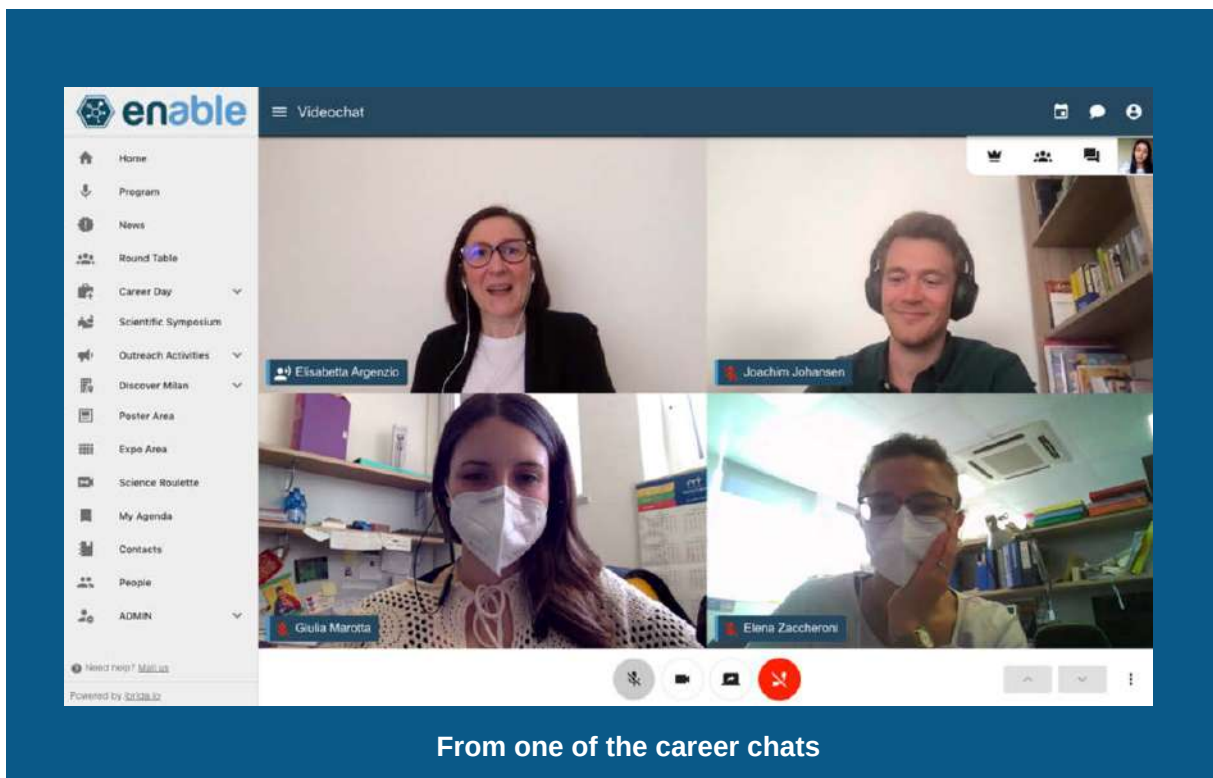 enable
Videochat
Home
Program
News
Round Table
Career Day
Scientific Symposium
Outreach Activities
Discover Milan
Poster Area
Expo Area
Science Roulette
My Agenda
Contacts
People
ADMIN
Need help? Mail us
Powered by
Elisabetta Argenzio
Joachim Johansen
Giulia Marotta
Elena Zaccheroni
From one of the career chats